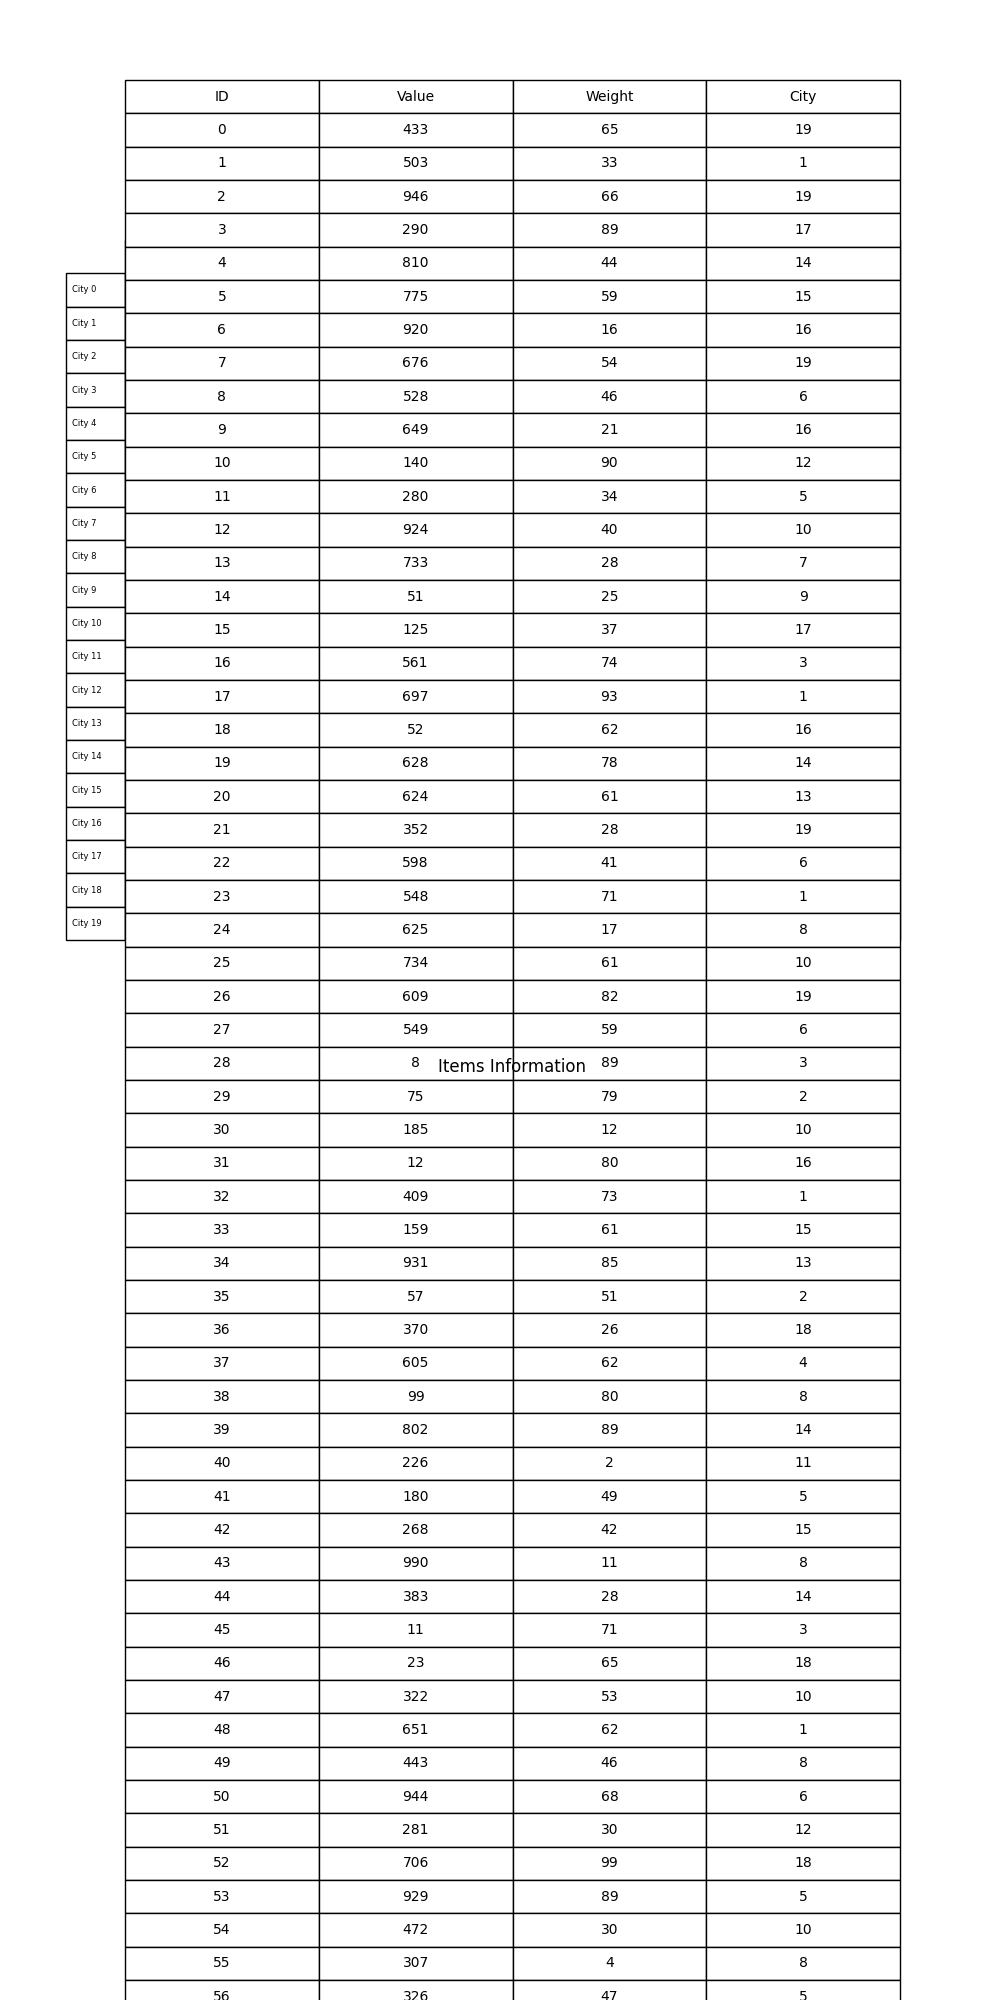 ID Value Weight City
0 433 65 19
1 503 33 1
2 946 66 19
3 290 89 17
4 810 44 14
City 0
5 775 59 15
City 1
6 920 16 16
City 2
7 676 54 19
City 3
8 528 46 6
City 4
9 649 21 16
City 5
10 140 90 12
City 6
11 280 34 5
City 7
12 924 40 10
City 8
13 733 28 7
City 9
14 51 25 9
City 10
15 125 37 17
City 11
16 561 74 3
City 12
17 697 93 1
City 13
18 52 62 16
City 14
19 628 78 14
City 15
20 624 61 13
City 16
21 352 28 19
City 17
22 598 41 6
City 18
23 548 71 1
City 19
24 625 17 8
25 734 61 10
26 609 82 19
27 549 59 6
28 8 89 3
Items Information
29 75 79 2
30 185 12 10
31 12 80 16
32 409 73 1
33 159 61 15
34 931 85 13
35 57 51 2
36 370 26 18
37 605 62 4
38 99 80 8
39 802 89 14
40 226 2 11
41 180 49 5
42 268 42 15
43 990 11 8
44 383 28 14
45 11 71 3
46 23 65 18
47 322 53 10
48 651 62 1
49 443 46 8
50 944 68 6
51 281 30 12
52 706 99 18
53 929 89 5
54 472 30 10
55 307 4 8
56 326 47 5